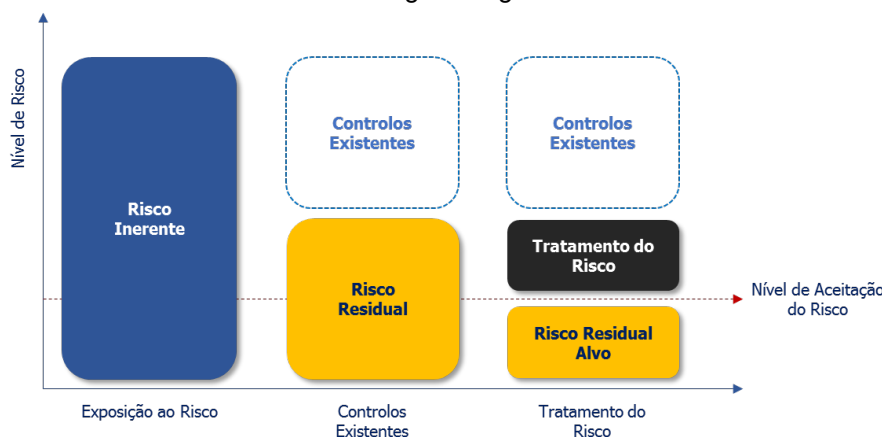 Nível de Risco
Risco
Inerente
Controlos
Existentes
Risco
Residual
Controlos
Existentes
Tratamento do
Risco
Risco Residual
Alvo
Nível de Aceitação
do Risco
Exposição ao Risco
Controlos
Existentes
Tratamento do
Risco